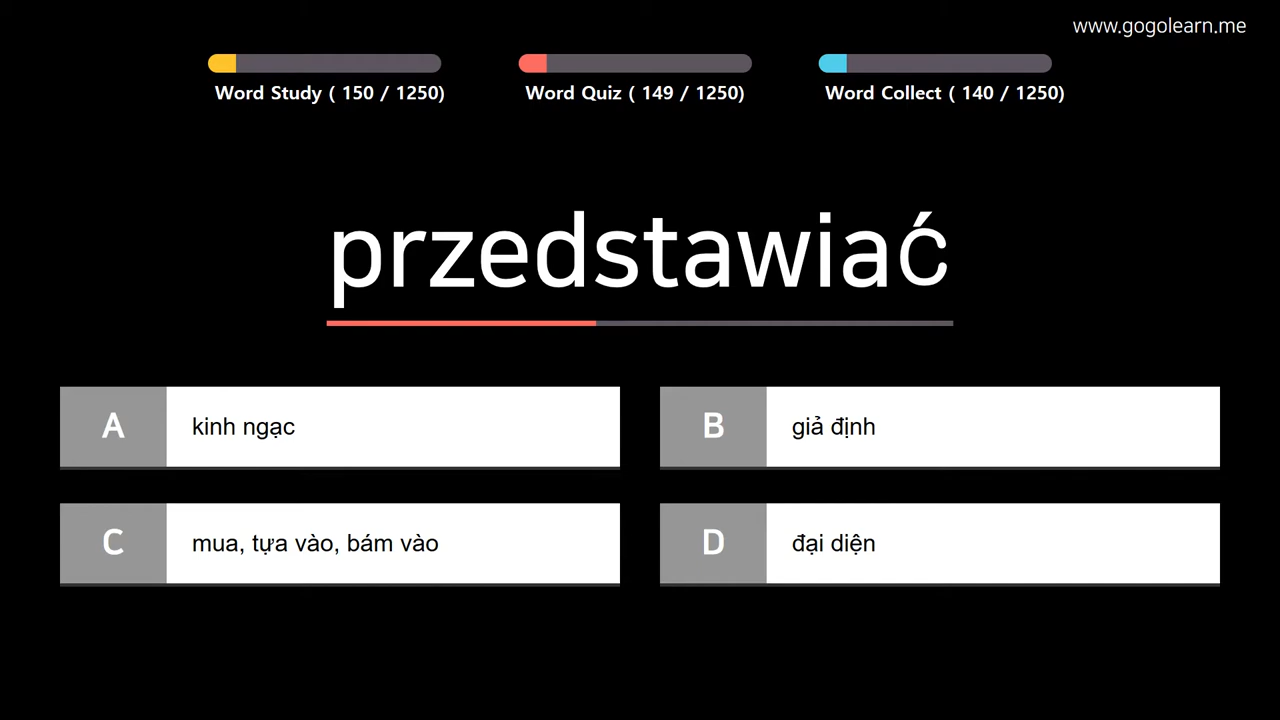 www.gogolearn.me
Word Study ( 150 / 1250)
Word Quiz ( 149 / 1250)
Word Collect ( 140 / 1250)
przedstawiać
A kinh ngạc
B giả định
C mua, tựa vào, bám vào
D đại diện